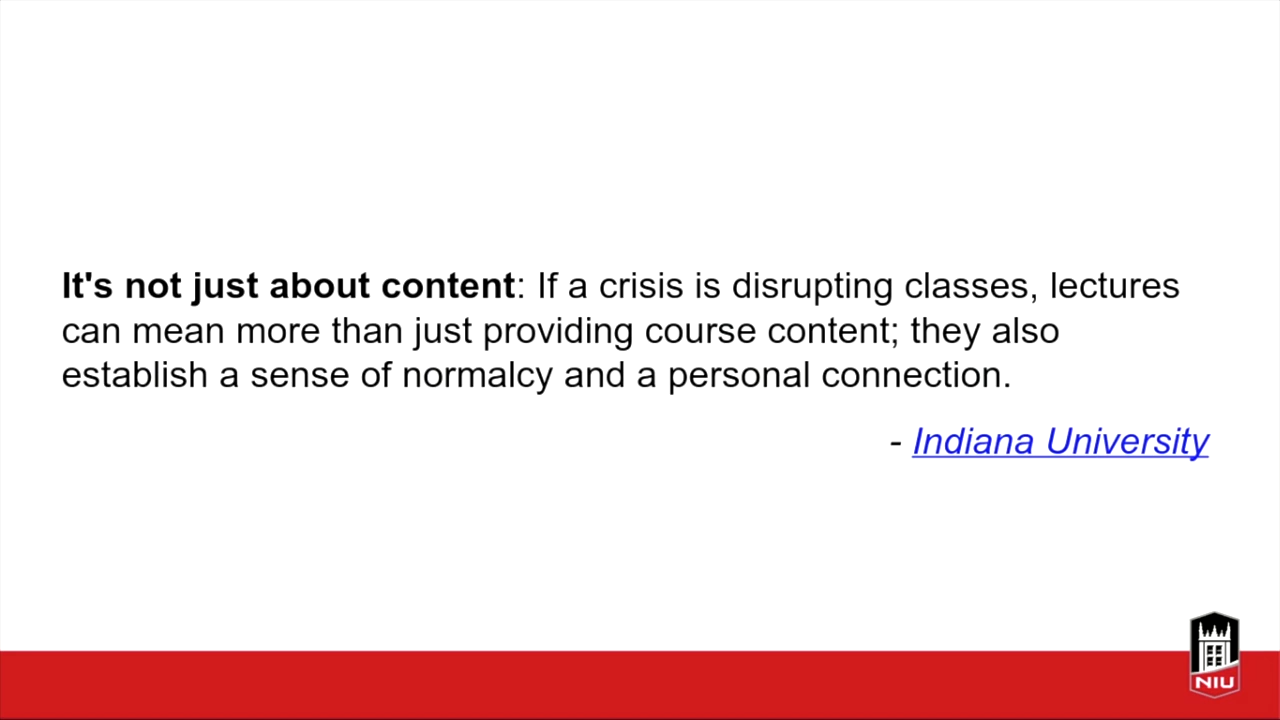 It's not just about content: If a crisis is disrupting classes, lectures
can mean more than just providing course content; they also
establish a sense of normalcy and a personal connection.
- Indiana University
NIU